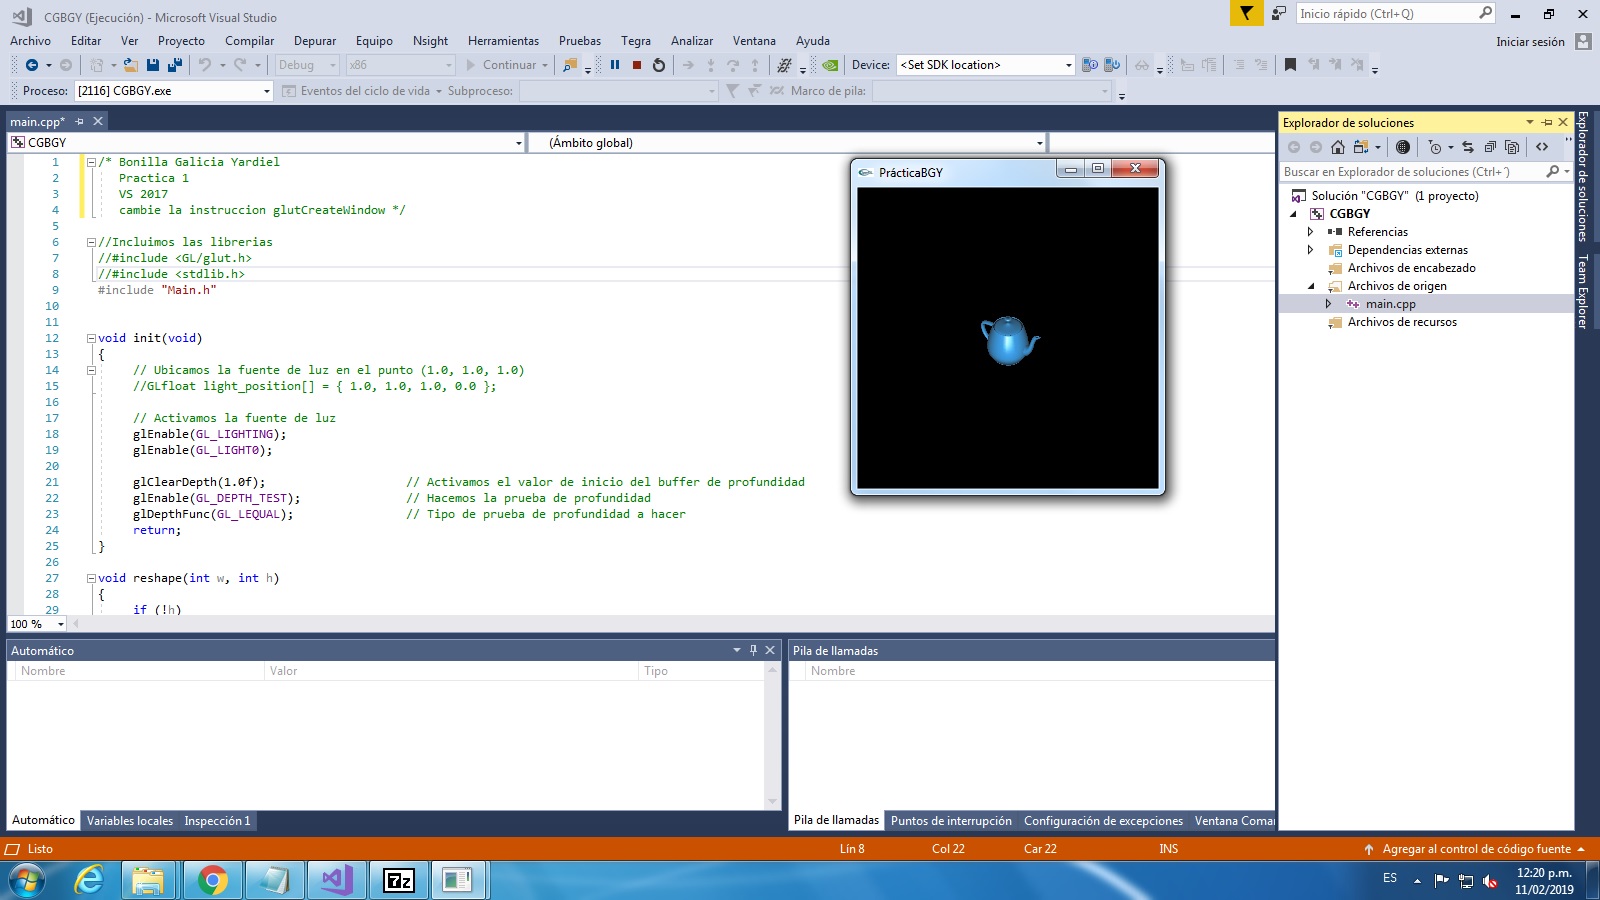 CGBGY (Ejecución) - Microsoft Visual Studio
Inicio rápido (Ctrl+Q)
Archivo Editar Ver Proyecto Compilar Depurar Equipo Nsight Herramientas Pruebas Tegra Analizar Ventana Ayuda
Iniciar sesión
Debug x86 Continuar Device: <Set SDK location>
Proceso: [2116] CGBGY.exe Eventos del ciclo de vida Subproceso: Marco de pila:
main.cpp*
CGBGY (Ámbito global)
1 /* Bonilla Galicia Yardiel
2 Practica 1
3 VS 2017
4 cambie la instruccion glutCreateWindow */
5
6 //Incluimos las librerias
7 //#include <GL/glut.h>
8 //#include <stdlib.h>
9 #include "Main.h"
10
11
12 void init(void)
13 {
14 // Ubicamos la fuente de luz en el punto (1.0, 1.0, 1.0)
15 //GLfloat light_position[] = { 1.0, 1.0, 1.0, 0.0 };
16
17 // Activamos la fuente de luz
18 glEnable(GL_LIGHTING);
19 glEnable(GL_LIGHT0);
20
21 glClearDepth(1.0f); // Activamos el valor de inicio del buffer de profundidad
22 glEnable(GL_DEPTH_TEST); // Hacemos la prueba de profundidad
23 glDepthFunc(GL_LEQUAL); // Tipo de prueba de profundidad a hacer
24 return;
25 }
26
27 void reshape(int w, int h)
28 {
29 if (!h)
100 %
PrácticaBGY
Explorador de soluciones
Buscar en Explorador de soluciones (Ctrl+´)
Solución "CGBGY" (1 proyecto)
CGBGY
Referencias
Dependencias externas
Archivos de encabezado
Archivos de origen
main.cpp
Archivos de recursos
Explorador de soluciones
Team Explorer
Automático
Nombre Valor Tipo
Automático Variables locales Inspección 1
Pila de llamadas
Nombre
Pila de llamadas Puntos de interrupción Configuración de excepciones Ventana Coman
Listo Lín 8 Col 22 Car 22 INS Agregar al control de código fuente
7z
ES
12:20 p.m.
11/02/2019